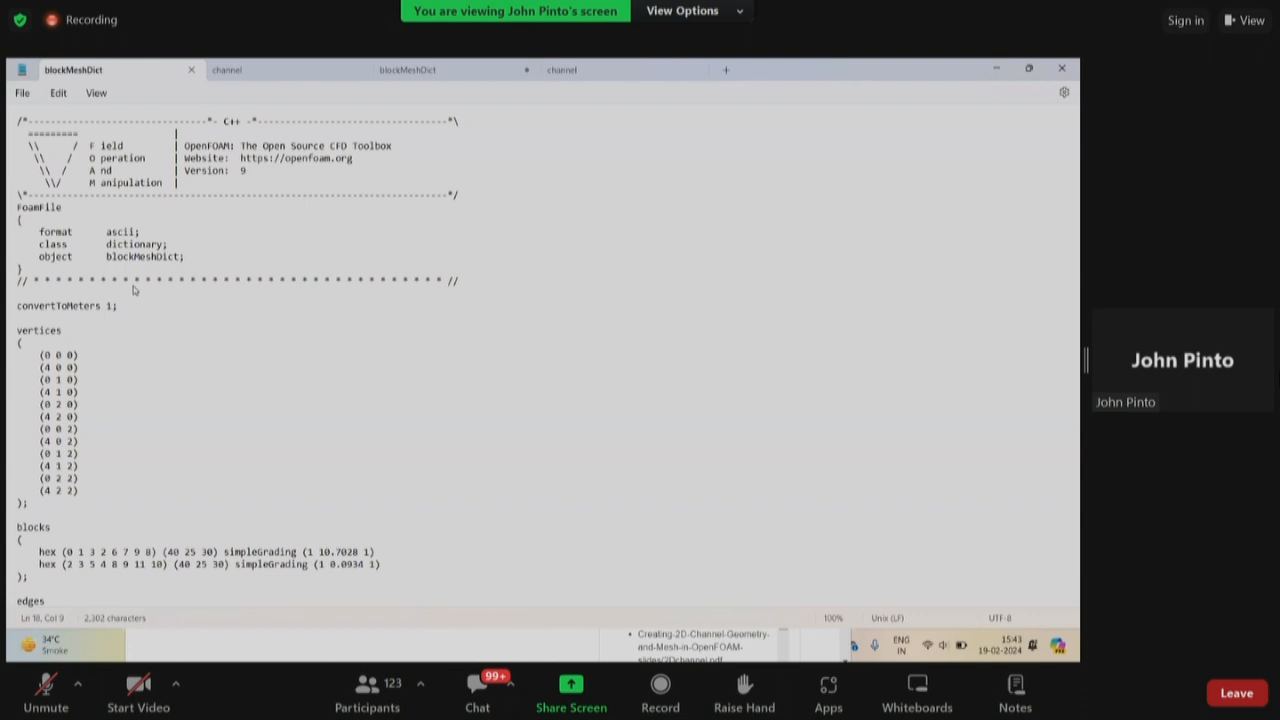 Recording
You are viewing John Pinto's screen
View Options
Sign in
View
blockMeshDict
channel
blockMeshDict
channel
File
Edit
View
/*--------------------------------*- C++ -*----------------------------------*\
=========                 |
\\      /  F ield         | OpenFOAM: The Open Source CFD Toolbox
\\    /   O peration     | Website:  https://openfoam.org
\\  /    A nd           | Version:  9
\\/     M anipulation  |
\*---------------------------------------------------------------------------*/
FoamFile
{
format      ascii;
class       dictionary;
object      blockMeshDict;
}
// * * * * * * * * * * * * * * * * * * * * * * * * * * * * * * * * * * * * * //
convertToMeters 1;
vertices
(
(0 0 0)
(4 0 0)
(0 1 0)
(4 1 0)
(0 2 0)
(4 2 0)
(0 0 2)
(4 0 2)
(0 1 2)
(4 1 2)
(0 2 2)
(4 2 2)
);
blocks
(
hex (0 1 3 2 6 7 9 8) (40 25 30) simpleGrading (1 10.7028 1)
hex (2 3 5 4 8 9 11 10) (40 25 30) simpleGrading (1 0.0934 1)
);
edges
Ln 18, Col 9
2,302 characters
100%
Unix (LF)
UTF-8
34°C
Smoke
Creating-2D-Channel-Geometry-
and-Mesh-in-OpenFOAM-
slides/2Dchannel.pdf
ENG
IN
15:43
19-02-2024
John Pinto
John Pinto
Unmute
Start Video
123
Participants
99+
Chat
Share Screen
Record
Raise Hand
Apps
Whiteboards
Notes
Leave